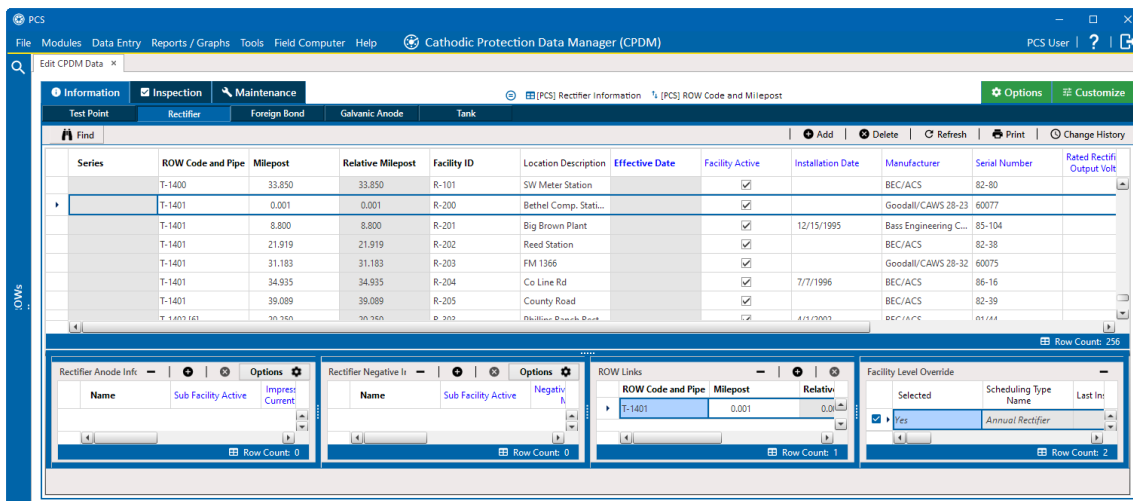 PCS
File Modules Data Entry Reports / Graphs Tools Field Computer Help Cathodic Protection Data Manager (CPDM) PCS User | ? |
Edit CPDM Data ×
Information Inspection Maintenance [PCS] Rectifier Information [PCS] ROW Code and Milepost Options Customize
Test Point Rectifier Foreign Bond Galvanic Anode Tank
Find | Add | Delete | Refresh | Print | Change History
Series ROW Code and Pipe Milepost Relative Milepost Facility ID Location Description Effective Date Facility Active Installation Date Manufacturer Serial Number Rated Rectifi
Output Volt
T-1400 33.850 33.850 R-101 SW Meter Station BEC/ACS 82-80
T-1401 0.001 0.001 R-200 Bethel Comp. Stati... Goodall/CAWS 28-23 60077
T-1401 8.800 8.800 R-201 Big Brown Plant 12/15/1995 Bass Engineering C... 85-104
T-1401 21.919 21.919 R-202 Reed Station BEC/ACS 82-38
T-1401 31.183 31.183 R-203 FM 1366 Goodall/CAWS 28-32 60075
T-1401 34.935 34.935 R-204 Co Line Rd 7/7/1996 BEC/ACS 86-16
T-1401 39.089 39.089 R-205 County Road BEC/ACS 82-39
ROWs
Row Count: 256
Rectifier Anode Info Options Rectifier Negative Ir Options ROW Links Facility Level Override
Name Sub Facility Active Impress
Current
Name Sub Facility Active Negativ
ROW Code and Pipe Milepost Relative
T-1401 0.001 0.00
Selected Scheduling Type
Name Last Ins
Yes Annual Rectifier
Row Count: 0 Row Count: 0 Row Count: 1 Row Count: 2